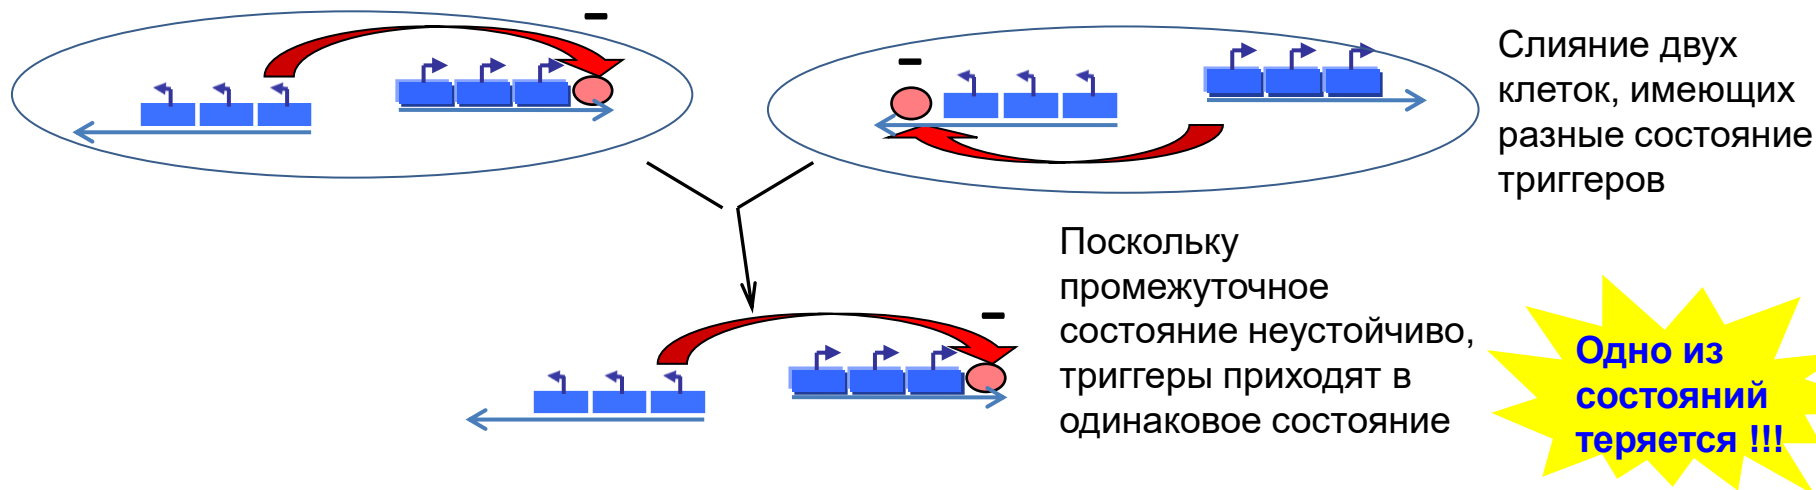 Слияние двух
клеток, имеющих
разные состояние
триггеров
Поскольку
промежуточное
состояние неустойчиво,
триггеры приходят в
одинаковое состояние
Одно из
состояний
теряется !!!